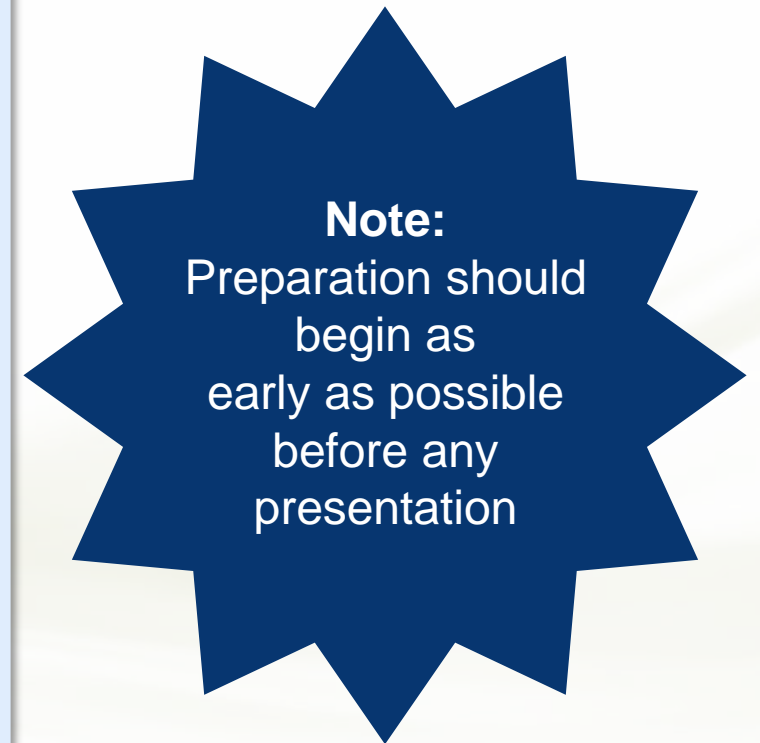 Note:
Preparation should
begin as
early as possible
before any
presentation